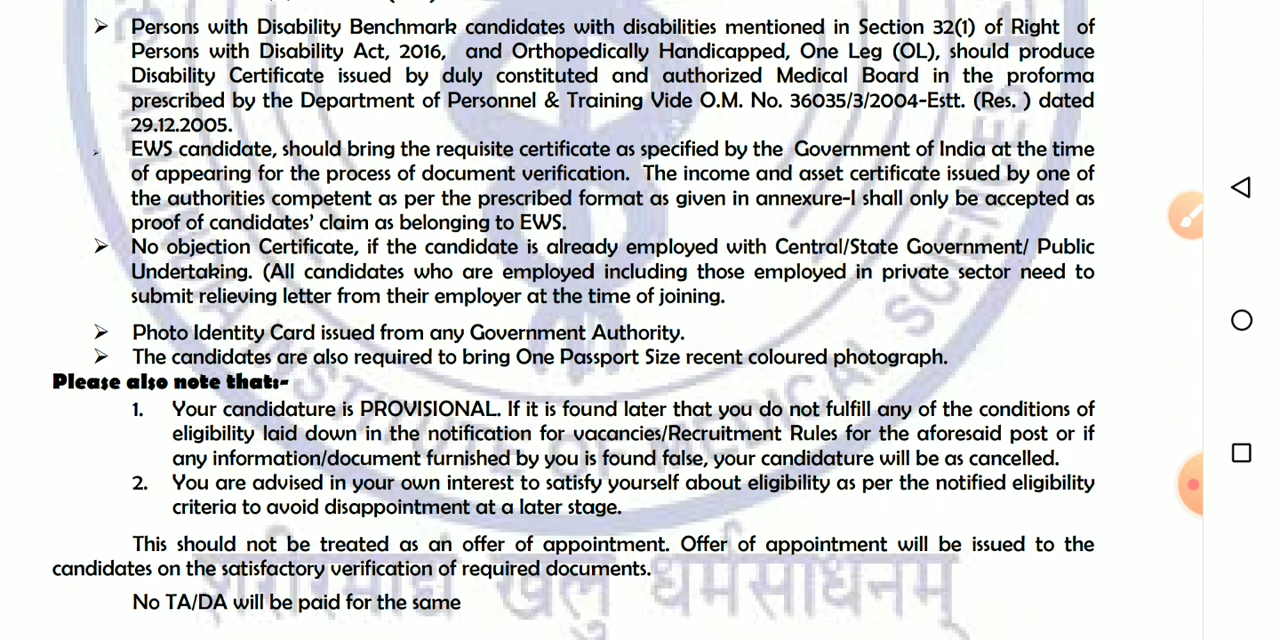 ➢ Persons with Disability Benchmark candidates with disabilities mentioned in Section 32(1) of Right of
Persons with Disability Act, 2016, and Orthopedically Handicapped, One Leg (OL), should produce
Disability Certificate issued by duly constituted and authorized Medical Board in the proforma
prescribed by the Department of Personnel & Training Vide O.M. No. 36035/3/2004-Estt. (Res. ) dated
29.12.2005.
➢ EWS candidate, should bring the requisite certificate as specified by the Government of India at the time
of appearing for the process of document verification. The income and asset certificate issued by one of
the authorities competent as per the prescribed format as given in annexure-I shall only be accepted as
proof of candidates’ claim as belonging to EWS.
➢ No objection Certificate, if the candidate is already employed with Central/State Government/ Public
Undertaking. (All candidates who are employed including those employed in private sector need to
submit relieving letter from their employer at the time of joining.
➢ Photo Identity Card issued from any Government Authority.
➢ The candidates are also required to bring One Passport Size recent coloured photograph.
Please also note that:-
1. Your candidature is PROVISIONAL. If it is found later that you do not fulfill any of the conditions of
eligibility laid down in the notification for vacancies/Recruitment Rules for the aforesaid post or if
any information/document furnished by you is found false, your candidature will be as cancelled.
2. You are advised in your own interest to satisfy yourself about eligibility as per the notified eligibility
criteria to avoid disappointment at a later stage.
This should not be treated as an offer of appointment. Offer of appointment will be issued to the
candidates on the satisfactory verification of required documents.
No TA/DA will be paid for the same
INSTITUTE OF MEDICAL SCIENCES
शरीरमाद्यं खलु धर्मसाधनम्